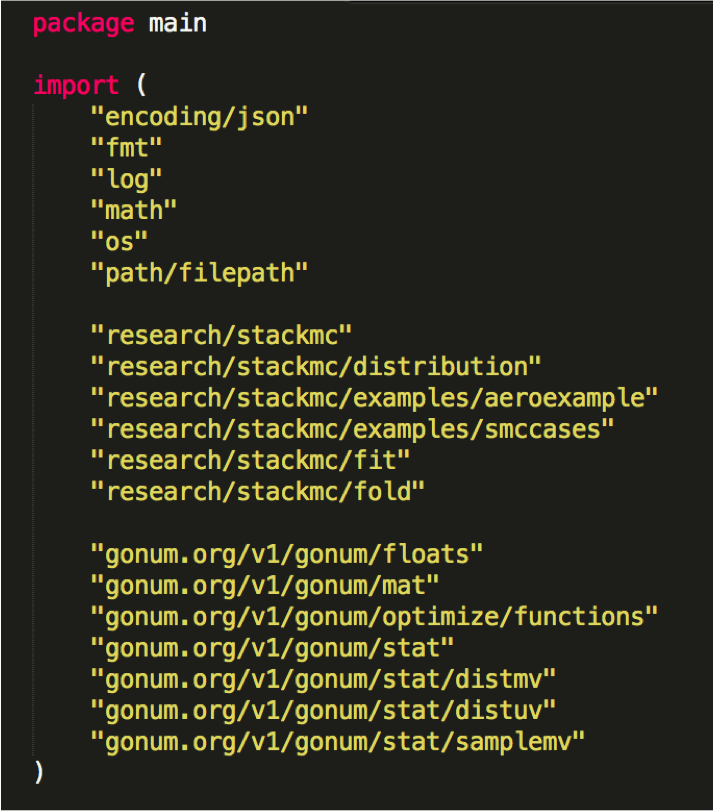 package main
import (
"encoding/json"
"fmt"
"log"
"math"
"os"
"path/filepath"
"research/stackmc"
"research/stackmc/distribution"
"research/stackmc/examples/aeroexample"
"research/stackmc/examples/smccases"
"research/stackmc/fit"
"research/stackmc/fold"
"gonum.org/v1/gonum/floats"
"gonum.org/v1/gonum/mat"
"gonum.org/v1/gonum/optimize/functions"
"gonum.org/v1/gonum/stat"
"gonum.org/v1/gonum/stat/distmv"
"gonum.org/v1/gonum/stat/distuv"
"gonum.org/v1/gonum/stat/samplemv"
)